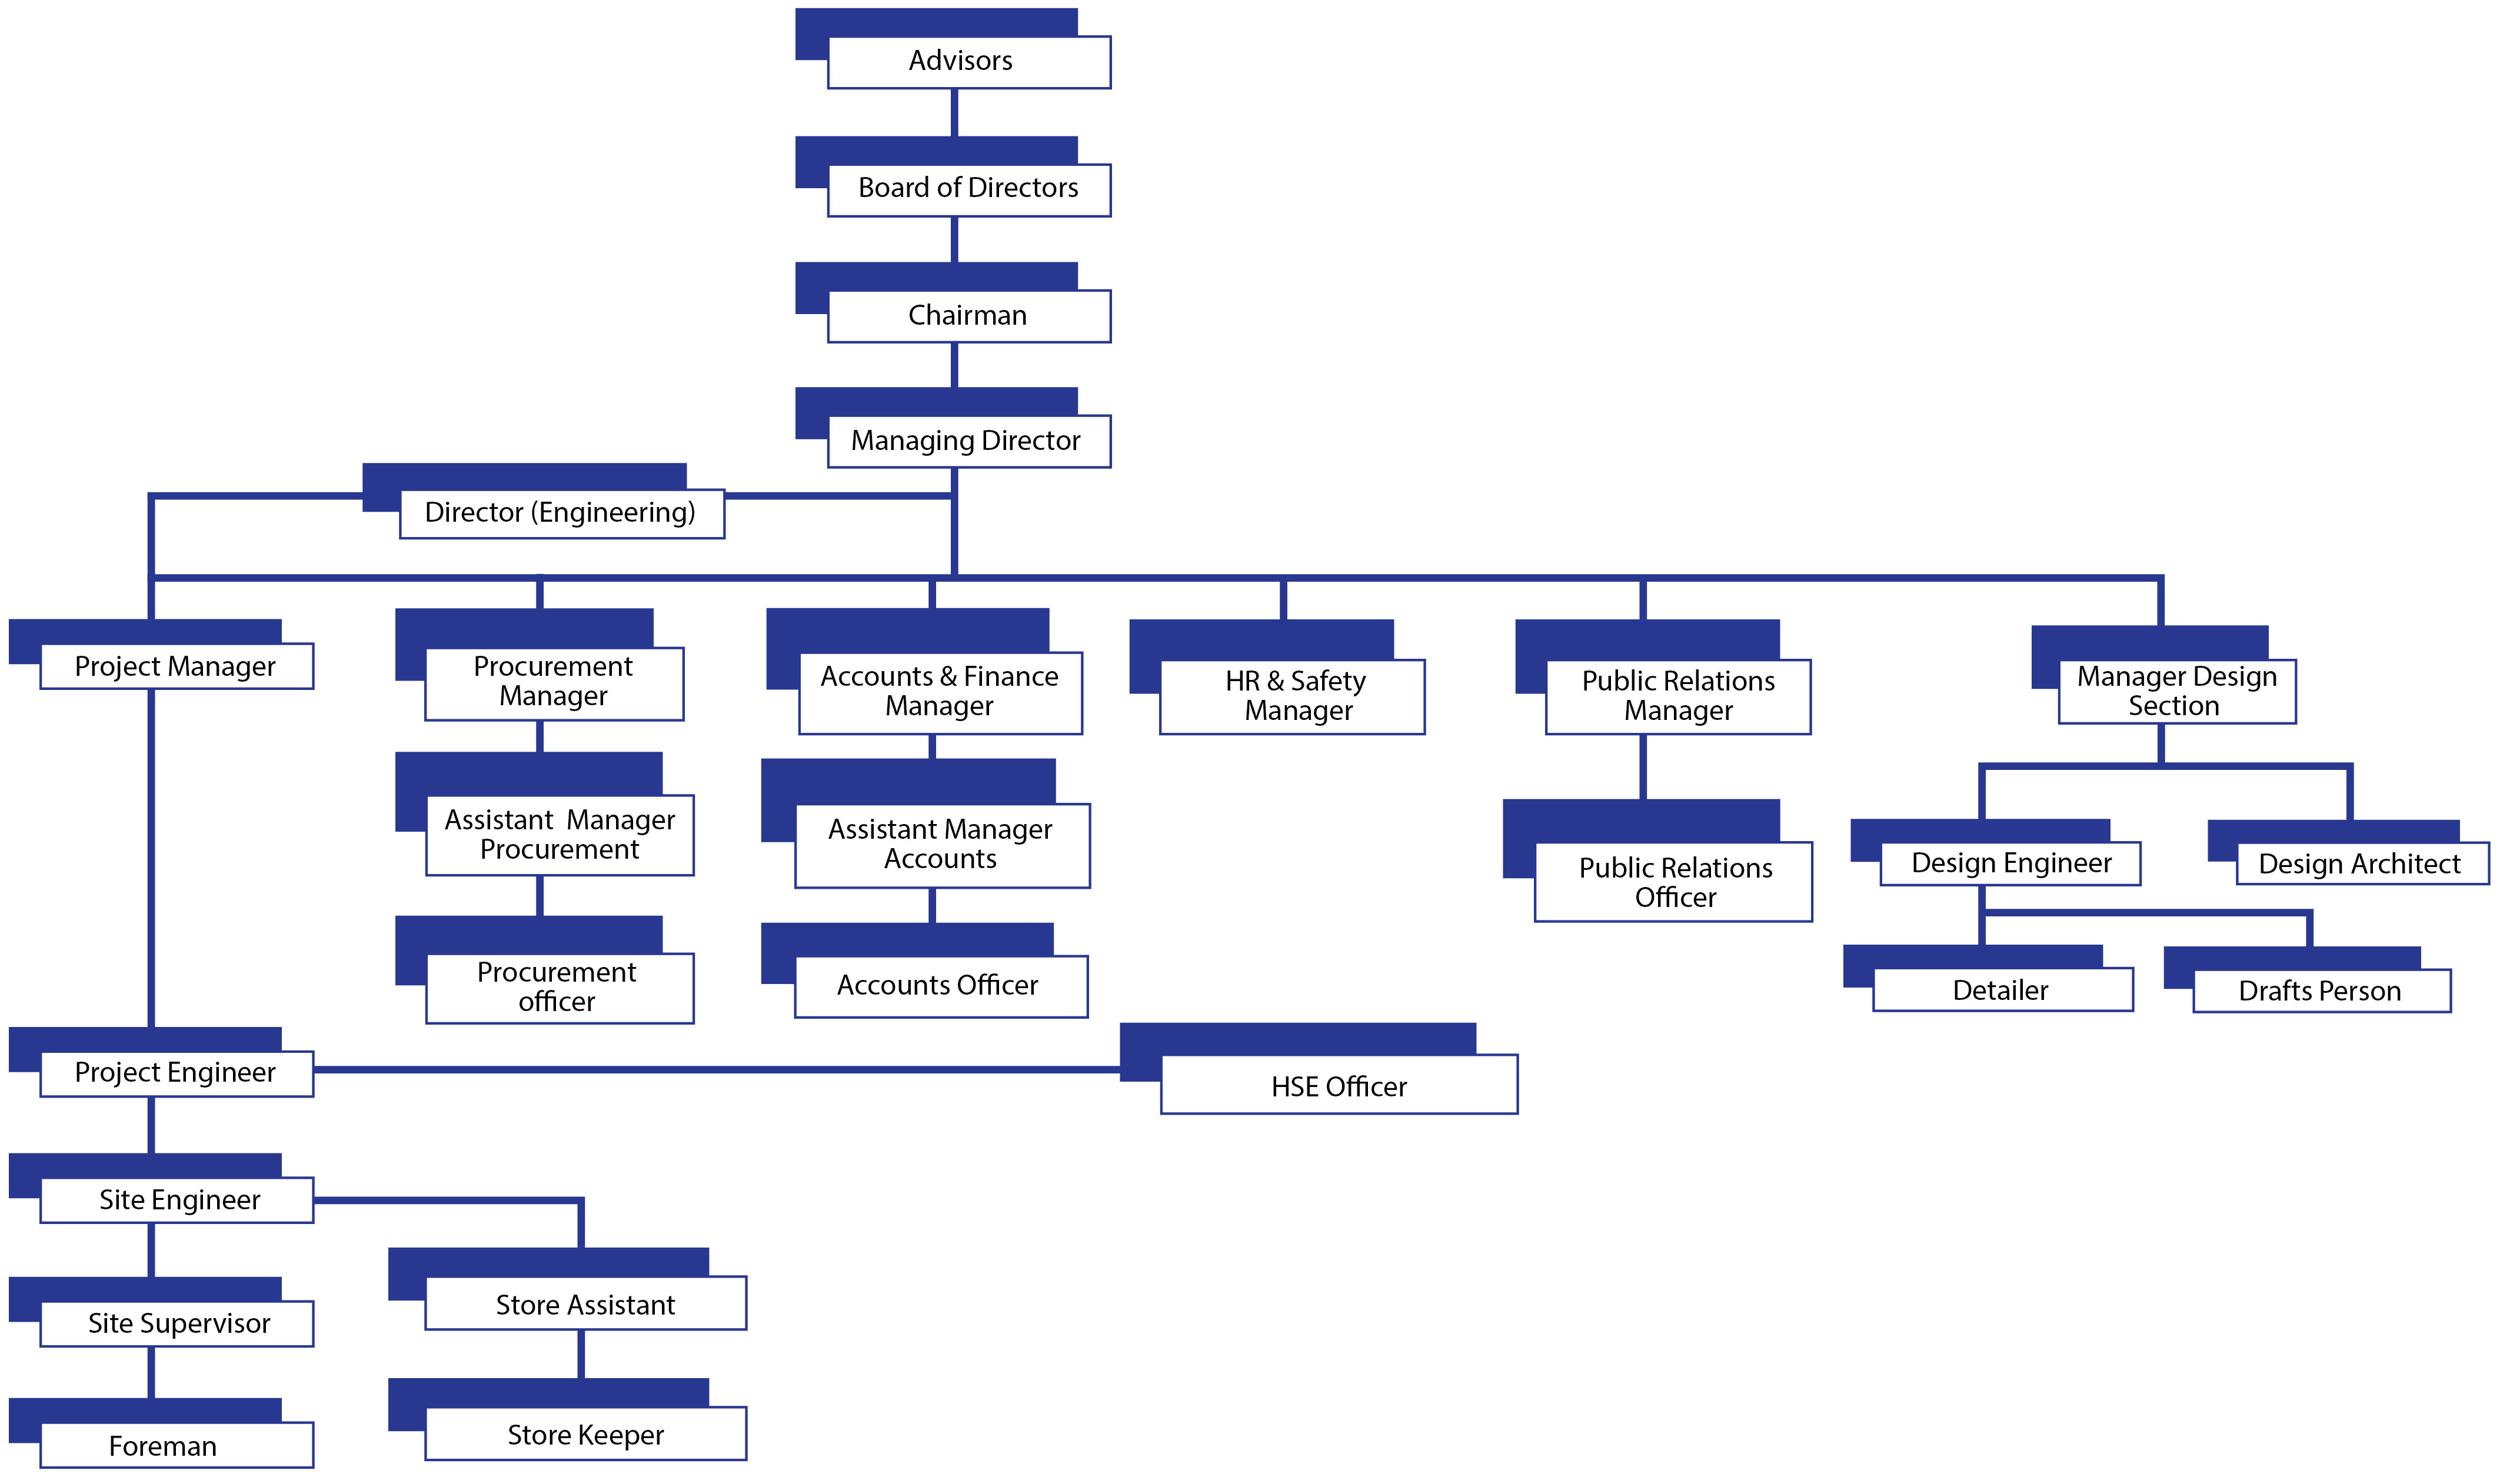 Advisors
Board of Directors
Chairman
Managing Director
Director (Engineering)
Project Manager
Procurement
Manager
Accounts & Finance
Manager
HR & Safety
Manager
Public Relations
Manager
Manager Design
Section
Assistant  Manager
Procurement
Assistant Manager
Accounts
Public Relations
Officer
Design Engineer
Design Architect
Procurement
officer
Accounts Officer
Detailer
Drafts Person
Project Engineer
HSE Officer
Site Engineer
Store Assistant
Site Supervisor
Store Keeper
Foreman